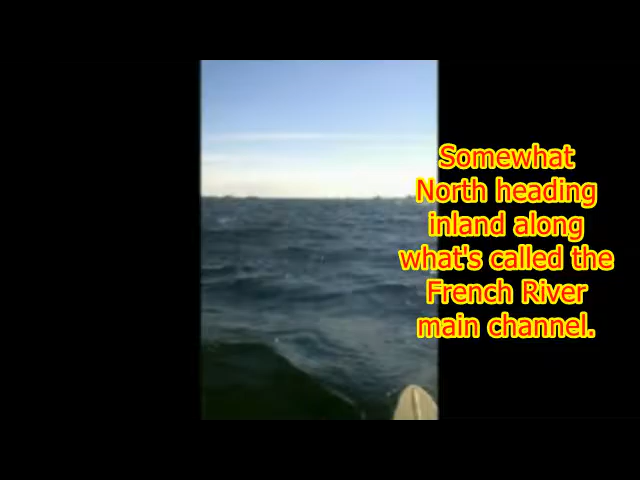 Somewhat
North heading
inland along
what's called the
French River
main channel.